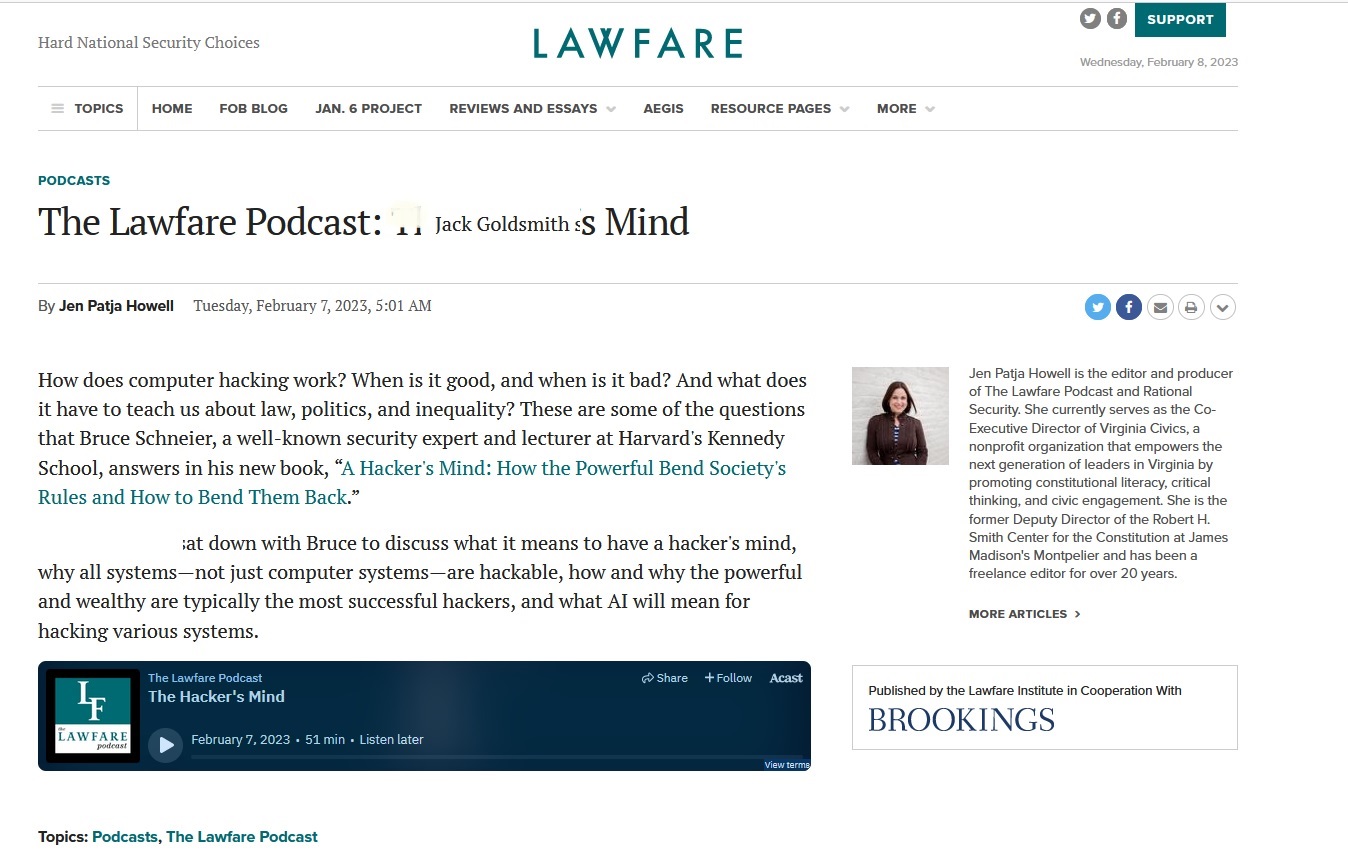 Hard National Security Choices
LAWFARE
SUPPORT
Wednesday, February 8, 2023
TOPICS
HOME
FOB BLOG
JAN. 6 PROJECT
REVIEWS AND ESSAYS
AEGIS
RESOURCE PAGES
MORE
PODCASTS
The Lawfare Podcast: Jack Goldsmith s Mind
By Jen Patja Howell Tuesday, February 7, 2023, 5:01 AM
How does computer hacking work? When is it good, and when is it bad? And what does
it have to teach us about law, politics, and inequality? These are some of the questions
that Bruce Schneier, a well-known security expert and lecturer at Harvard's Kennedy
School, answers in his new book, “A Hacker's Mind: How the Powerful Bend Society's
Rules and How to Bend Them Back.”
sat down with Bruce to discuss what it means to have a hacker's mind,
why all systems—not just computer systems—are hackable, how and why the powerful
and wealthy are typically the most successful hackers, and what AI will mean for
hacking various systems.
LF
the
LAWFARE
podcast
The Lawfare Podcast
The Hacker's Mind
Share
+ Follow
Acast
February 7, 2023 • 51 min • Listen later
View terms
Topics: Podcasts, The Lawfare Podcast
Jen Patja Howell is the editor and producer
of The Lawfare Podcast and Rational
Security. She currently serves as the Co-
Executive Director of Virginia Civics, a
nonprofit organization that empowers the
next generation of leaders in Virginia by
promoting constitutional literacy, critical
thinking, and civic engagement. She is the
former Deputy Director of the Robert H.
Smith Center for the Constitution at James
Madison's Montpelier and has been a
freelance editor for over 20 years.
MORE ARTICLES >
Published by the Lawfare Institute in Cooperation With
BROOKINGS